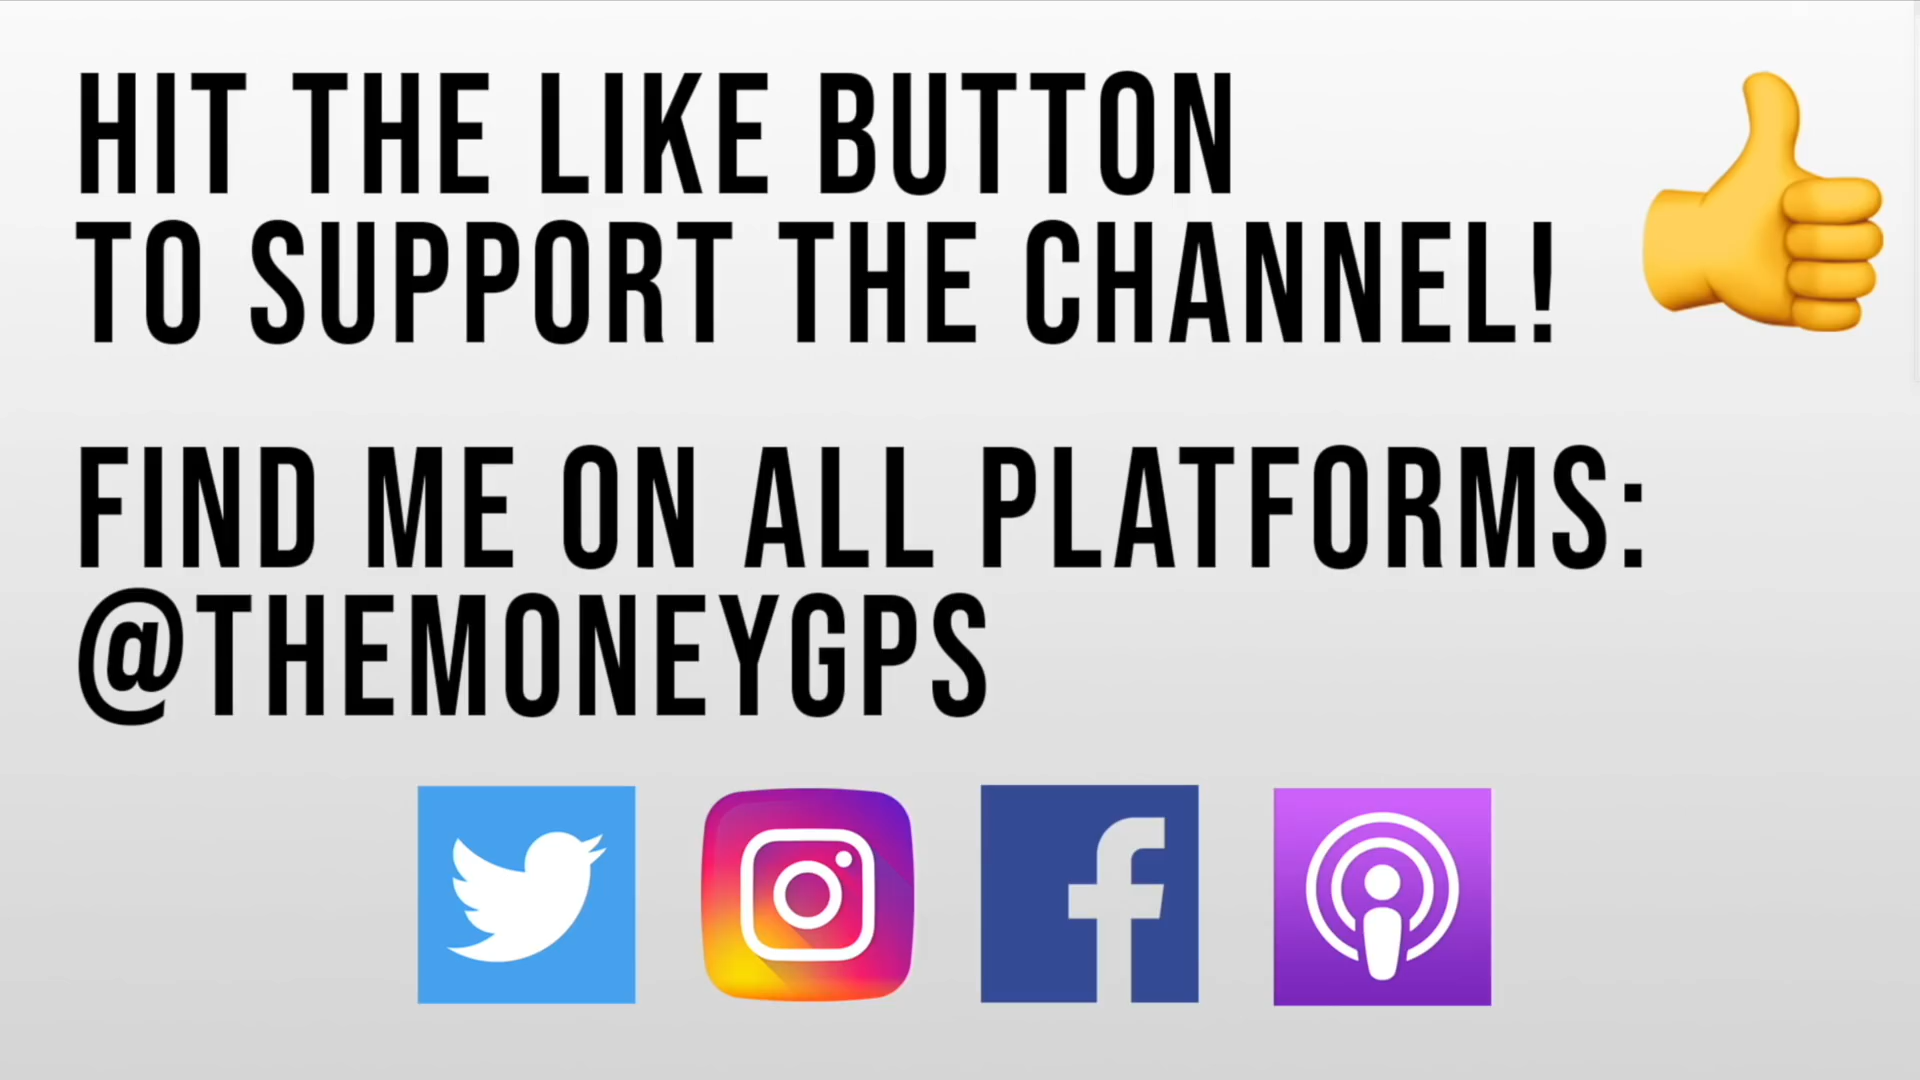 HIT THE LIKE BUTTON
TO SUPPORT THE CHANNEL!
FIND ME ON ALL PLATFORMS:
@THEMONEYGPS